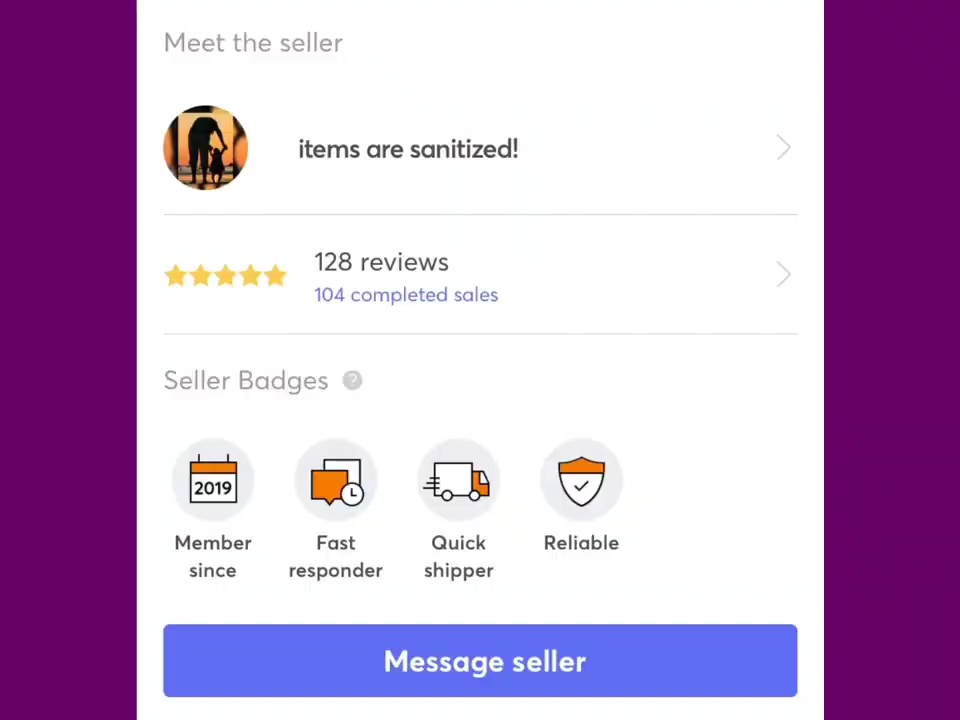 Meet the seller
items are sanitized!
128 reviews
104 completed sales
Seller Badges ?
2019
Member
since
Fast
responder
Quick
shipper
Reliable
Message seller